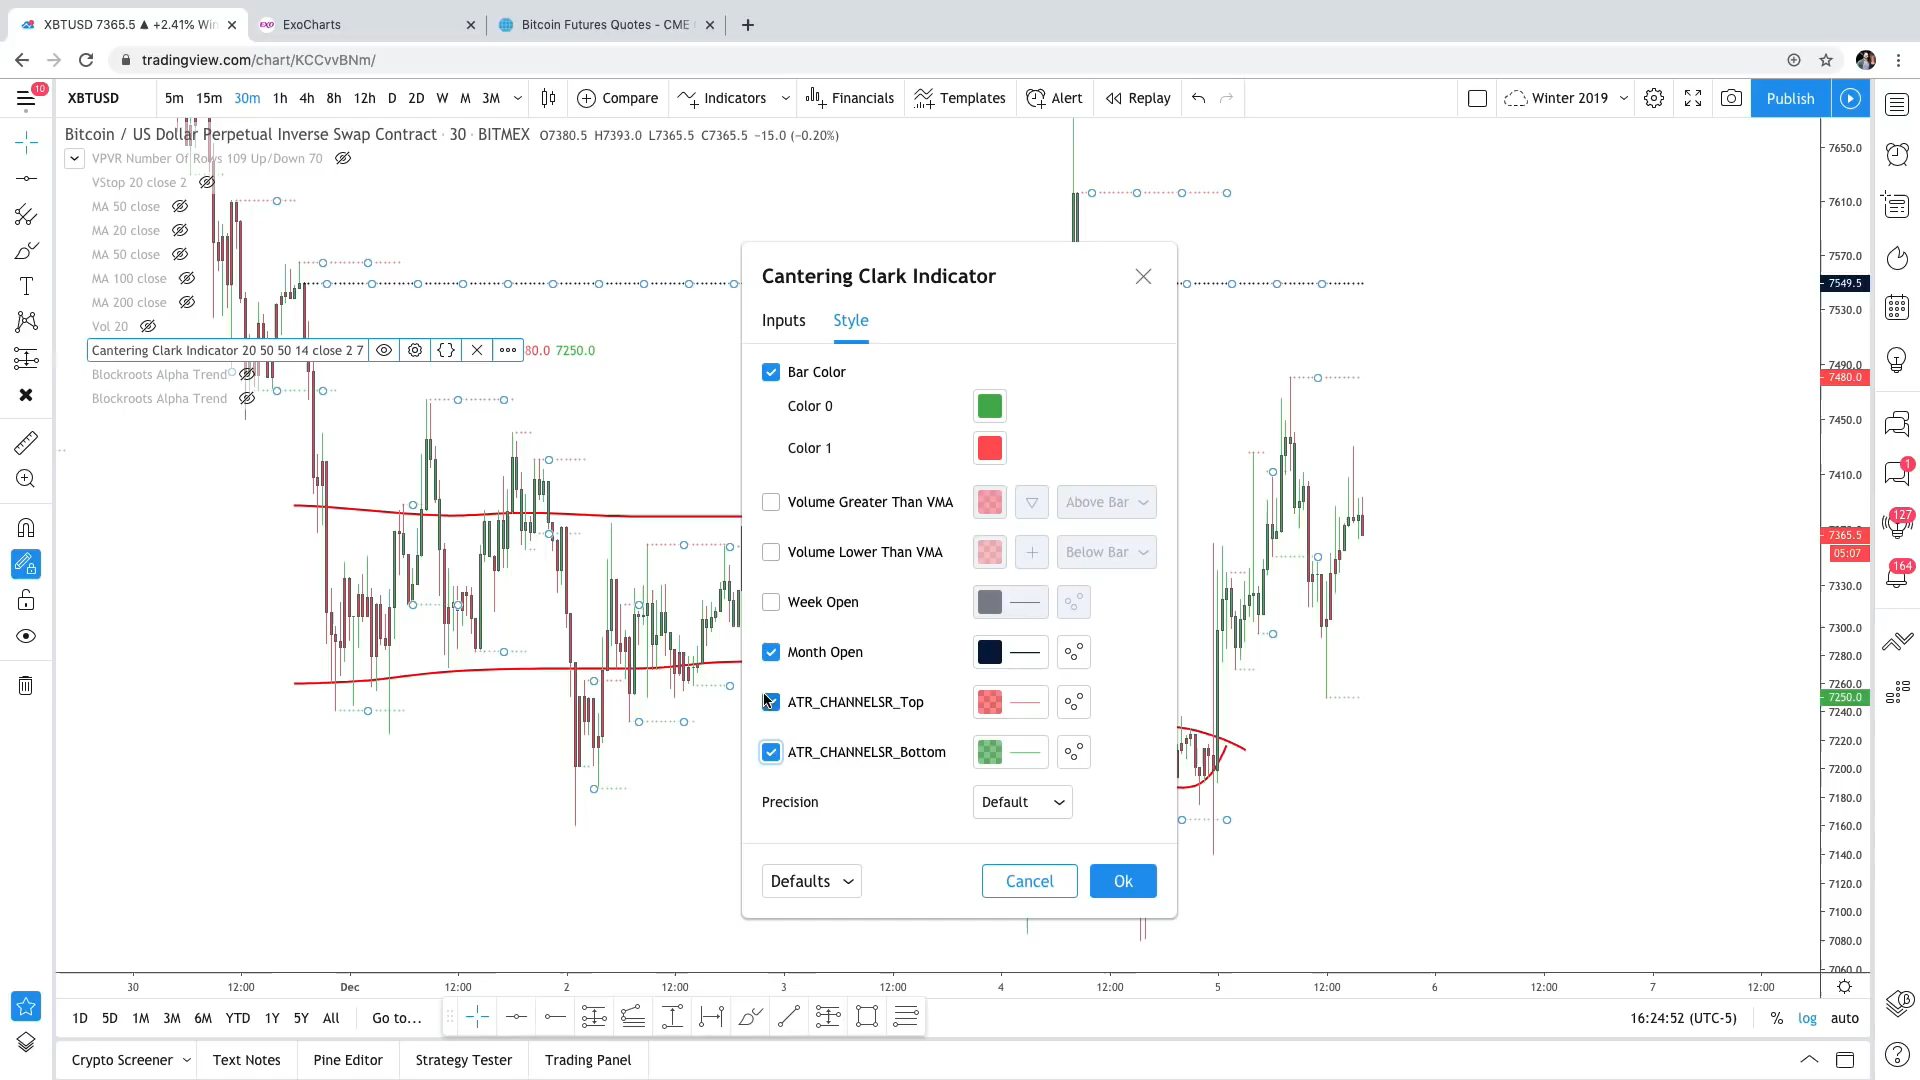 XBTUSD 7365.5 ▲ +2.41% Win
ExoCharts
Bitcoin Futures Quotes - CME
tradingview.com/chart/KCCvvBNm/
10
XBTUSD
5m 15m 30m 1h 4h 8h 12h D 2D W M 3M
Compare
Indicators
Financials
Templates
Alert
Replay
Winter 2019
Publish
Bitcoin / US Dollar Perpetual Inverse Swap Contract · 30 · BITMEX O7380.5 H7393.0 L7365.5 C7365.5 −15.0 (−0.20%)
VPVR Number Of Rows 109 Up/Down 70
VStop 20 close 2
MA 50 close
MA 20 close
MA 50 close
MA 100 close
MA 200 close
Vol 20
Cantering Clark Indicator 20 50 50 14 close 2 7
80.0 7250.0
Blockroots Alpha Trend
Blockroots Alpha Trend
Cantering Clark Indicator
Inputs
Style
Bar Color
Color 0
Color 1
Volume Greater Than VMA
Above Bar
Volume Lower Than VMA
Below Bar
Week Open
Month Open
ATR_CHANNELSR_Top
ATR_CHANNELSR_Bottom
Precision
Default
Defaults
Cancel
Ok
7650.0
7610.0
7570.0
7549.5
7530.0
7490.0
7480.0
7450.0
7410.0
7365.5
05:07
7330.0
7300.0
7280.0
7260.0
7250.0
7240.0
7220.0
7200.0
7180.0
7160.0
7140.0
7120.0
7100.0
7080.0
7060.0
1
127
164
30 12:00 Dec 12:00 2 12:00 3 12:00 4 12:00 5 12:00 6 12:00 7 12:00
1D 5D 1M 3M 6M YTD 1Y 5Y All
Go to...
16:24:52 (UTC-5)
% log auto
Crypto Screener
Text Notes
Pine Editor
Strategy Tester
Trading Panel